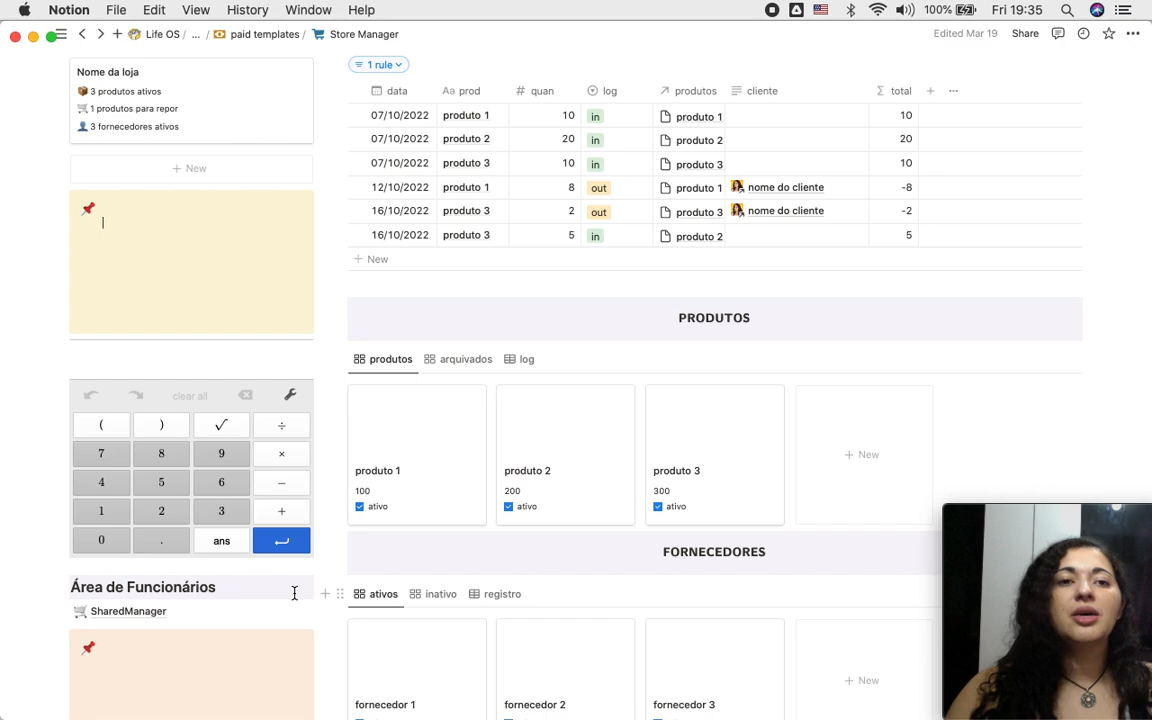 Notion File Edit View History Window Help 100% Fri 19:35
Life OS / ... / paid templates / Store Manager Edited Mar 19 Share
Nome da loja
3 produtos ativos
1 produtos para repor
3 fornecedores ativos
+ New
1 rule
data Aa prod # quan log produtos cliente Σ total + ...
07/10/2022 produto 1 10 in produto 1 10
07/10/2022 produto 2 20 in produto 2 20
07/10/2022 produto 3 10 in produto 3 10
12/10/2022 produto 1 8 out produto 1 nome do cliente -8
16/10/2022 produto 3 2 out produto 3 nome do cliente -2
16/10/2022 produto 3 5 in produto 2 5
+ New
PRODUTOS
produtos arquivados log
produto 1
100
ativo
produto 2
200
ativo
produto 3
300
ativo
+ New
clear all
( ) √ ÷
7 8 9 ×
4 5 6 −
1 2 3 +
0 . ans
Área de Funcionários
SharedManager
FORNECEDORES
ativos inativo registro
fornecedor 1
fornecedor 2
fornecedor 3
+ New